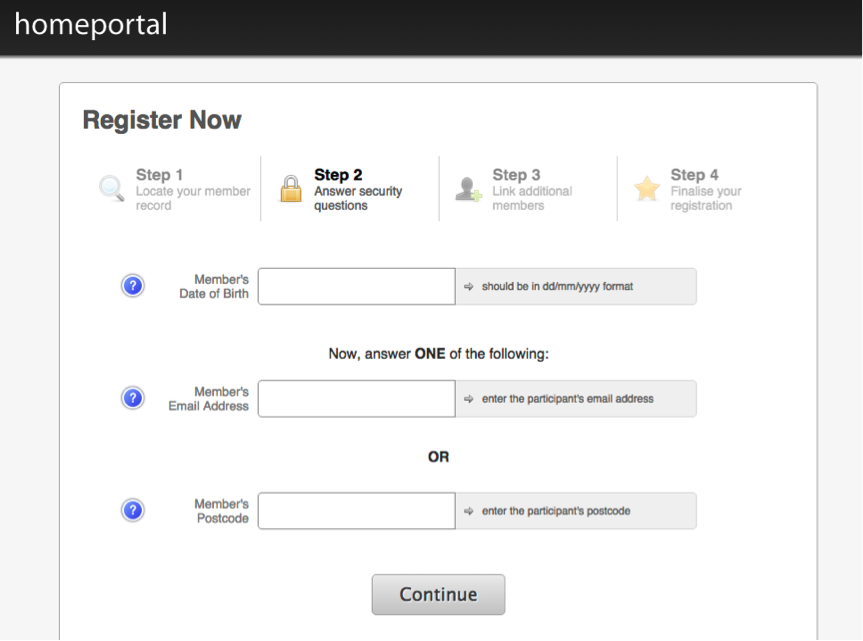 homeportal
Register Now
Step 1
Locate your member
record
Step 2
Answer security
questions
Step 3
Link additional
members
Step 4
Finalise your
registration
?
Member's
Date of Birth
⇨ should be in dd/mm/yyyy format
Now, answer ONE of the following:
?
Member's
Email Address
⇨ enter the participant's email address
OR
?
Member's
Postcode
⇨ enter the participant's postcode
Continue